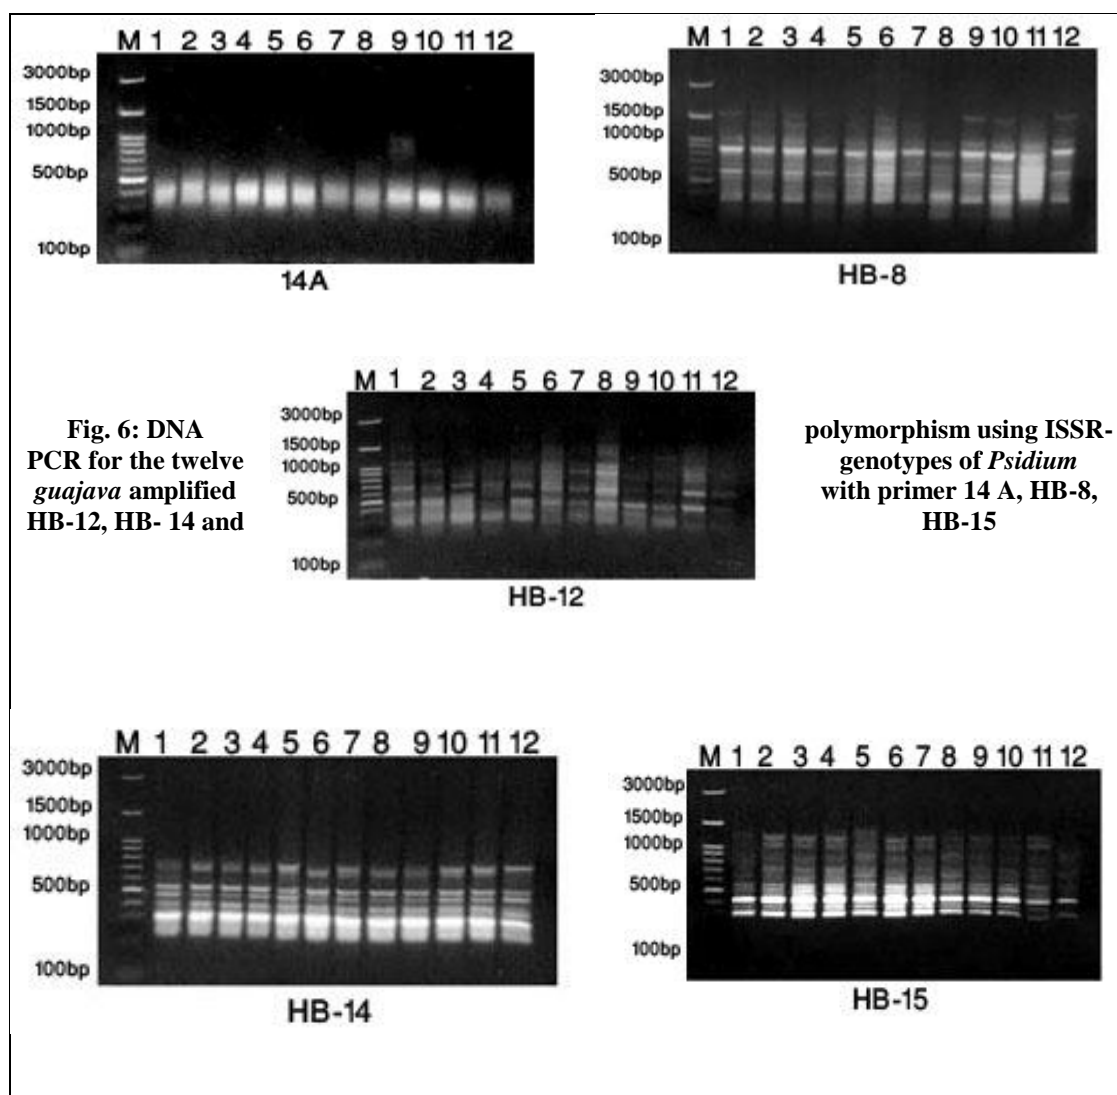 M 1 2 3 4 5 6 7 8 9 10 11 12
3000bp
1500bp
1000bp
500bp
100bp
14A
M 1 2 3 4 5 6 7 8 9 10 11 12
3000bp
1500bp
1000bp
500bp
100bp
HB-8
M 1 2 3 4 5 6 7 8 9 10 11 12
3000bp
1500bp
1000bp
500bp
100bp
HB-12
Fig. 6: DNA polymorphism using ISSR-
PCR for the twelve genotypes of Psidium
guajava amplified with primer 14 A, HB-8,
HB-12, HB- 14 and HB-15
M 1 2 3 4 5 6 7 8 9 10 11 12
3000bp
1500bp
1000bp
500bp
100bp
HB-14
M 1 2 3 4 5 6 7 8 9 10 11 12
3000bp
1500bp
1000bp
500bp
100bp
HB-15